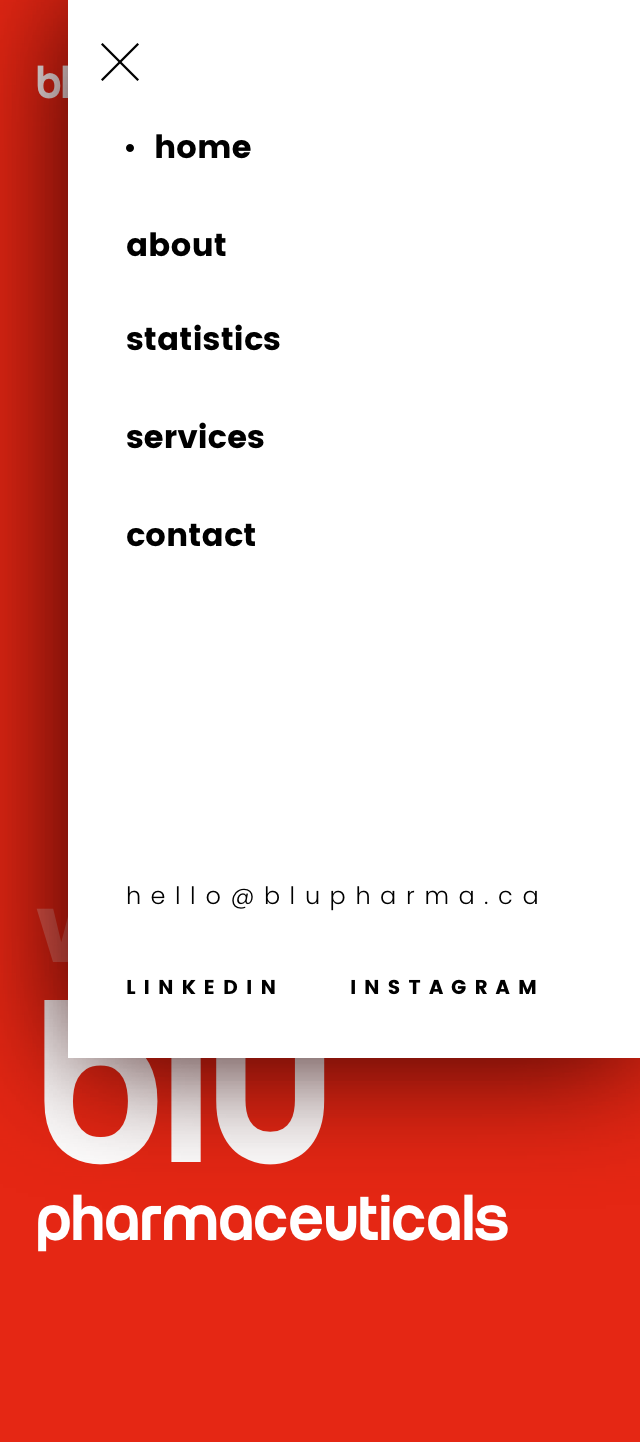 • home
about
statistics
services
contact
hello@blupharma.ca
LINKEDIN INSTAGRAM
blu
pharmaceuticals